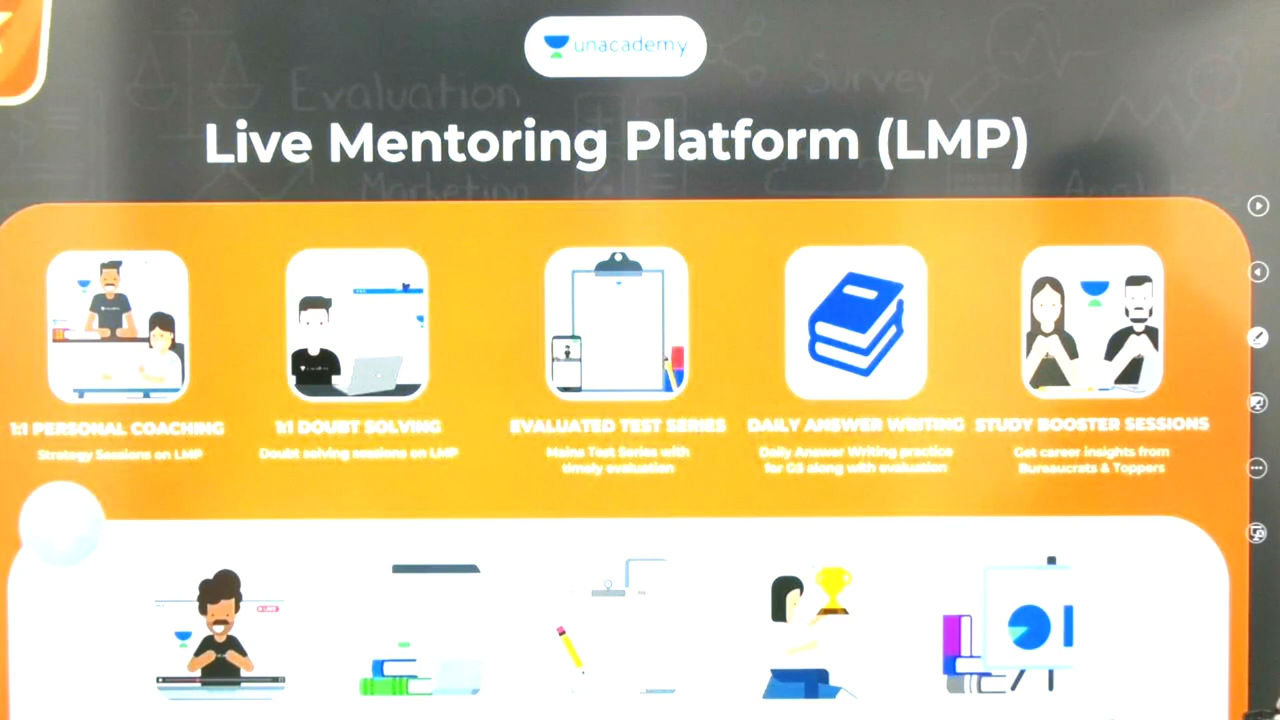 unacademy
Evaluation
Survey
Live Mentoring Platform (LMP)
Marketing
1:1 PERSONAL COACHING
Strategy Sessions on LMP
1:1 DOUBT SOLVING
Doubt solving sessions on LMP
EVALUATED TEST SERIES
Mains Test Series with
timely evaluation
DAILY ANSWER WRITING
Daily Answer Writing practice
for GS along with evaluation
STUDY BOOSTER SESSIONS
Get career insights from
Bureaucrats & Toppers
LIVE